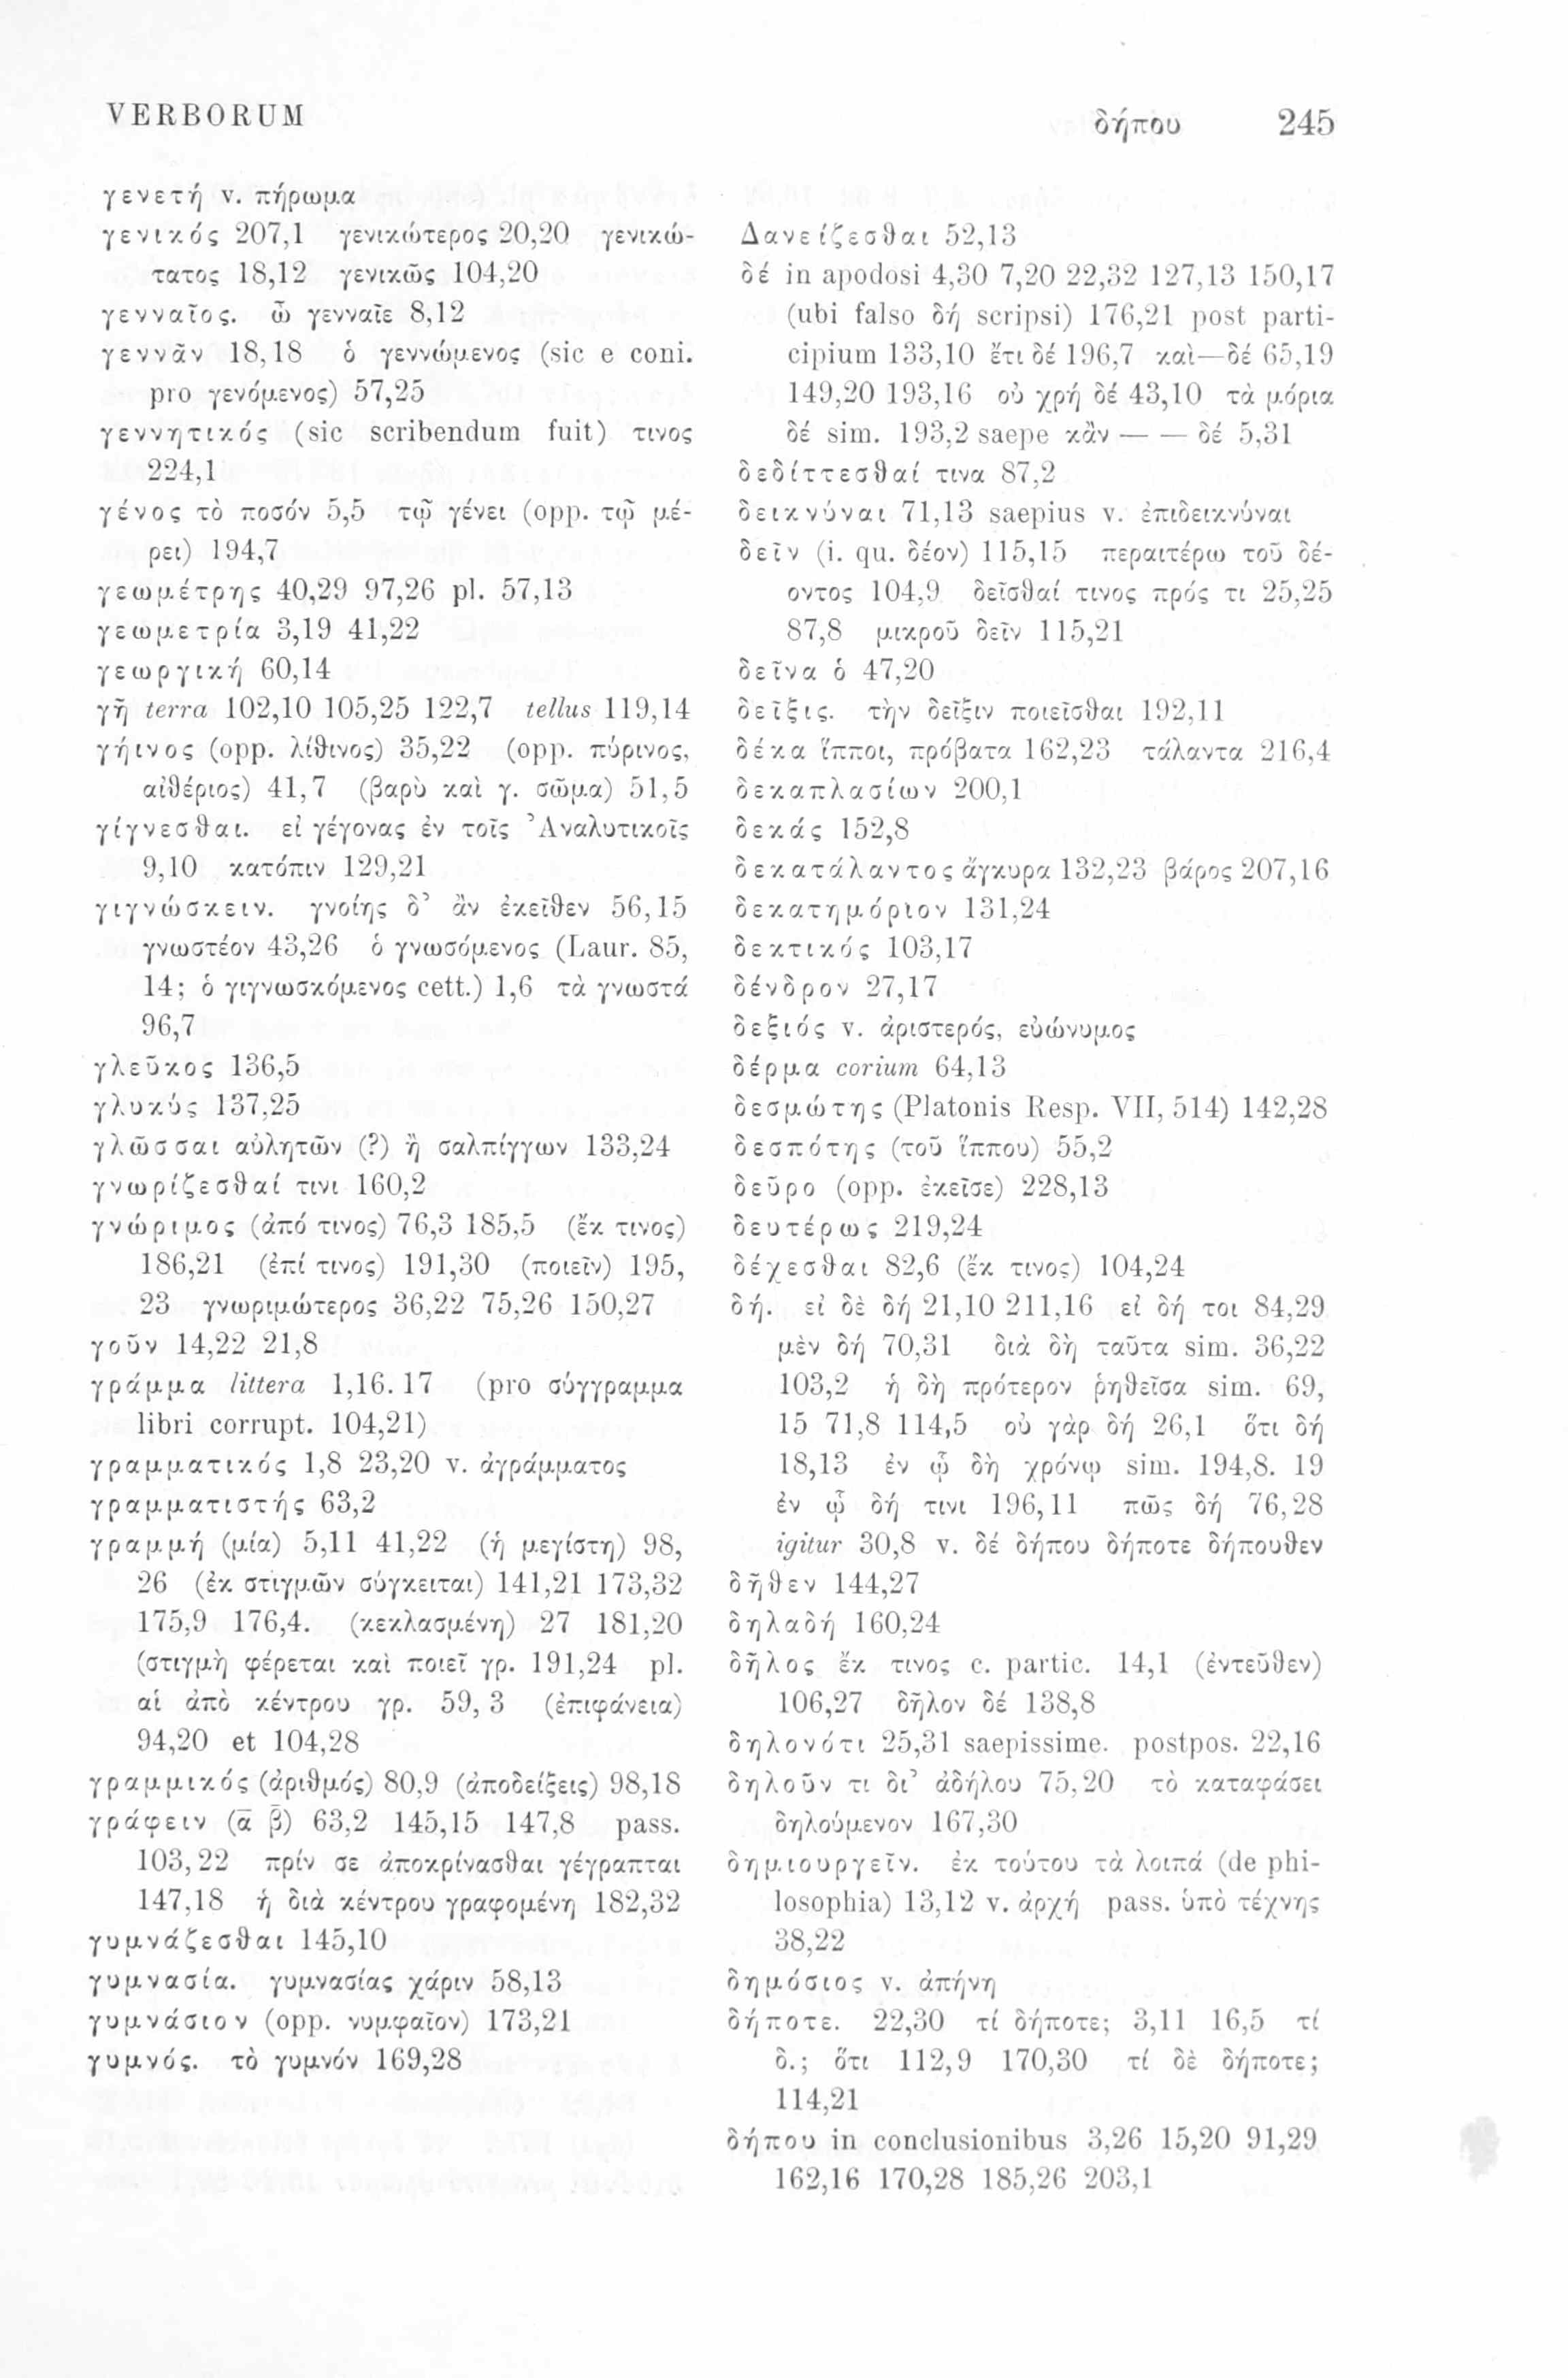 VERBORUM
δήπου 245
γενετή v. πήρωμα
γενικός 207,1 γενικώτερος 20,20 γενικώ-
τατος 18,12 γενικῶς 104,20
γενναῖος. ὦ γενναῖε 8,12
γεννᾶν 18,18 ὁ γεννώμενος (sic e coni.
pro γενόμενος) 57,25
γεννητικός (sic scribendum fuit) τινος
224,1
γένος τὸ ποσόν 5,5 τῷ γένει (opp. τῷ μέ-
ρει) 194,7
γεωμέτρης 40,29 97,26 pl. 57,13
γεωμετρία 3,19 41,22
γεωργική 60,14
γῆ terra 102,10 105,25 122,7 tellus 119,14
γήινος (opp. λίθινος) 35,22 (opp. πύρινος,
αἰθέριος) 41,7 (βαρὺ καὶ γ. σῶμα) 51,5
γίγνεσθαι. εἰ γέγονας ἐν τοῖς Ἀναλυτικοῖς
9,10 κατόπιν 129,21
γιγνώσκειν. γνοίης δ’ ἂν ἐκεῖθεν 56,15
γνωστέον 43,26 ὁ γνωσόμενος (Laur. 85,
14; ὁ γιγνωσκόμενος cett.) 1,6 τὰ γνωστά
96,7
γλεῦκος 136,5
γλυκύς 137,25
γλῶσσαι αὐλητῶν (?) ἢ σαλπίγγων 133,24
γνωρίζεσθαί τινι 160,2
γνώριμος (ἀπό τινος) 76,3 185,5 (ἔκ τινος)
186,21 (ἐπί τινος) 191,30 (ποιεῖν) 195,
23 γνωριμώτερος 36,22 75,26 150,27
γοῦν 14,22 21,8
γράμμα littera 1,16. 17 (pro σύγγραμμα
libri corrupt. 104,21)
γραμματικός 1,8 23,20 v. ἀγράμματος
γραμματιστής 63,2
γραμμή (μία) 5,11 41,22 (ἡ μεγίστη) 98,
26 (ἐκ στιγμῶν σύγκειται) 141,21 173,32
175,9 176,4. (κεκλασμένη) 27 181,20
(στιγμὴ φέρεται καὶ ποιεῖ γρ. 191,24 pl.
αἱ ἀπὸ κέντρου γρ. 59, 3 (ἐπιφάνεια)
94,20 et 104,28
γραμμικός (ἀριθμός) 80,9 (ἀποδείξεις) 98,18
γράφειν (ᾱ β̄) 63,2 145,15 147,8 pass.
103,22 πρίν σε ἀποκρίνασθαι γέγραπται
147,18 ἡ διὰ κέντρου γραφομένη 182,32
γυμνάζεσθαι 145,10
γυμνασία. γυμνασίας χάριν 58,13
γυμνάσιον (opp. νυμφαῖον) 173,21
γυμνός. τὸ γυμνόν 169,28
Δανείζεσθαι 52,13
δέ in apodosi 4,30 7,20 22,32 127,13 150,17
(ubi falso δή scripsi) 176,21 post parti-
cipium 133,10 ἔτι δέ 196,7 καὶ—δέ 65,19
149,20 193,16 οὐ χρή δέ 43,10 τὰ μόρια
δέ sim. 193,2 saepe κἂν — — δέ 5,31
δεδίττεσθαί τινα 87,2
δεικνύναι 71,13 saepius v. ἐπιδεικνύναι
δεῖν (i. qu. δέον) 115,15 περαιτέρω τοῦ δέ-
οντος 104,9 δεῖσθαί τινος πρός τι 25,25
87,8 μικροῦ δεῖν 115,21
δεῖνα ὁ 47,20
δεῖξις. τὴν δεῖξιν ποιεῖσθαι 192,11
δέκα ἵπποι, πρόβατα 162,23 τάλαντα 216,4
δεκαπλασίων 200,1
δεκάς 152,8
δεκατάλαντος ἄγκυρα 132,23 βάρος 207,16
δεκατημόριον 131,24
δεκτικός 103,17
δένδρον 27,17
δεξιός v. ἀριστερός, εὐώνυμος
δέρμα corium 64,13
δεσμώτης (Platonis Resp. VII, 514) 142,28
δεσπότης (τοῦ ἵππου) 55,2
δεῦρο (opp. ἐκεῖσε) 228,13
δευτέρως 219,24
δέχεσθαι 82,6 (ἔκ τινος) 104,24
δή. εἰ δὲ δή 21,10 211,16 εἰ δή τοι 84,29
μὲν δή 70,31 διὰ δὴ ταῦτα sim. 36,22
103,2 ἡ δὴ πρότερον ῥηθεῖσα sim. 69,
15 71,8 114,5 οὐ γὰρ δή 26,1 ὅτι δή
18,13 ἐν ᾧ δὴ χρόνῳ sim. 194,8. 19
ἐν ᾧ δή τινι 196,11 πῶς δή 76,28
igitur 30,8 v. δέ δήπου δήποτε δήπουθεν
δῆθεν 144,27
δηλαδή 160,24
δῆλος ἔκ τινος c. partic. 14,1 (ἐντεῦθεν)
106,27 δῆλον δέ 138,8
δηλονότι 25,31 saepissime. postpos. 22,16
δηλοῦν τι δι’ ἀδήλου 75,20 τὸ καταφάσει
δηλούμενον 167,30
δημιουργεῖν. ἐκ τούτου τὰ λοιπά (de phi-
losophia) 13,12 v. ἀρχή pass. ὑπὸ τέχνης
38,22
δημόσιος v. ἀπήνη
δήποτε. 22,30 τί δήποτε; 3,11 16,5 τί
δ.; ὅτι 112,9 170,30 τί δὲ δήποτε;
114,21
δήπου in conclusionibus 3,26 15,20 91,29
162,16 170,28 185,26 203,1